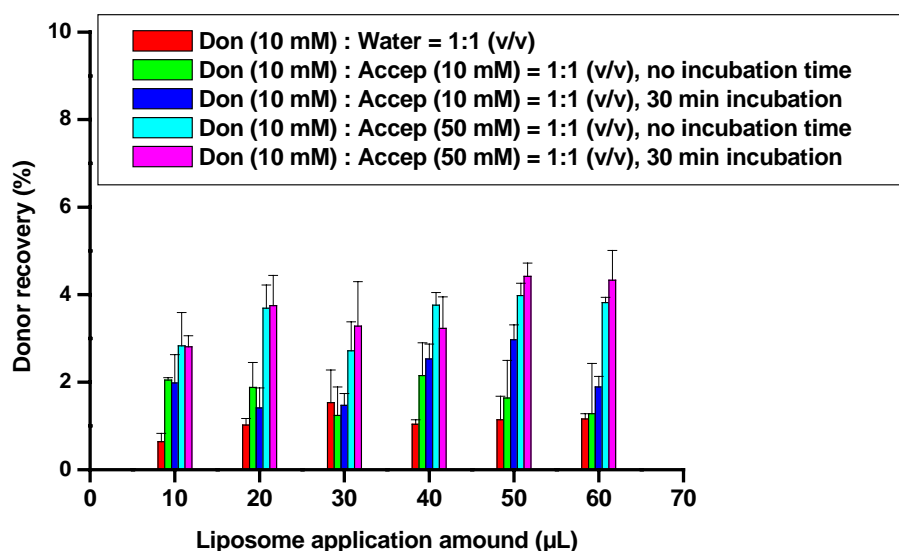 Don (10 mM) : Water = 1:1 (v/v)
Don (10 mM) : Accep (10 mM) = 1:1 (v/v), no incubation time
Don (10 mM) : Accep (10 mM) = 1:1 (v/v), 30 min incubation
Don (10 mM) : Accep (50 mM) = 1:1 (v/v), no incubation time
Don (10 mM) : Accep (50 mM) = 1:1 (v/v), 30 min incubation
Donor recovery (%)
10
8
6
4
2
0
0 10 20 30 40 50 60 70
Liposome application amound (µL)